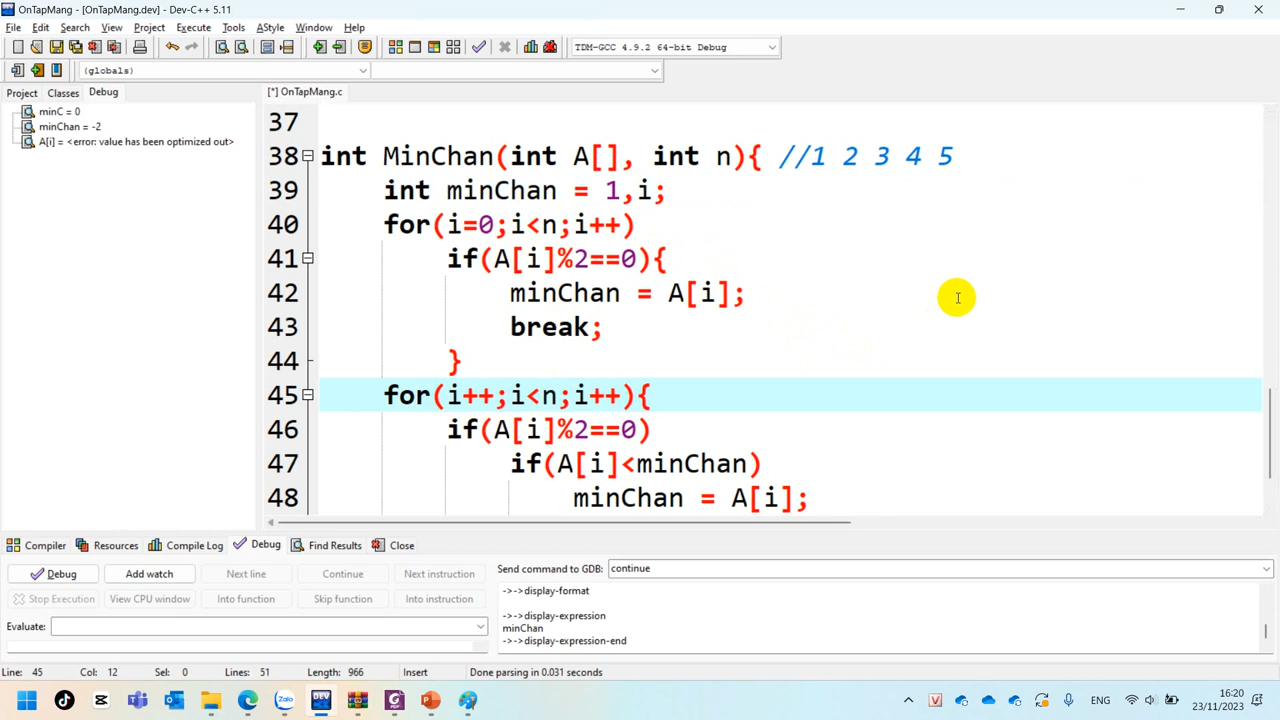 OnTapMang - [OnTapMang.dev] - Dev-C++ 5.11
File Edit Search View Project Execute Tools AStyle Window Help
TDM-GCC 4.9.2 64-bit Debug
(globals)
Project Classes Debug
[*] OnTapMang.c
minC = 0
minChan = -2
A[i] = <error: value has been optimized out>
37
38 int MinChan(int A[], int n){ //1 2 3 4 5
39 int minChan = 1,i;
40 for(i=0;i<n;i++)
41 if(A[i]%2==0){
42 minChan = A[i];
43 break;
44 }
45 for(i++;i<n;i++){
46 if(A[i]%2==0)
47 if(A[i]<minChan)
48 minChan = A[i];
Compiler Resources Compile Log Debug Find Results Close
Debug Add watch Next line Continue Next instruction
Stop Execution View CPU window Into function Skip function Into instruction
Evaluate:
Send command to GDB: continue
->->display-format
->->display-expression
minChan
->->display-expression-end
Line: 45 Col: 12 Sel: 0 Lines: 51 Length: 966 Insert Done parsing in 0.031 seconds
Zalo
DEV
V
ENG
16:20
23/11/2023